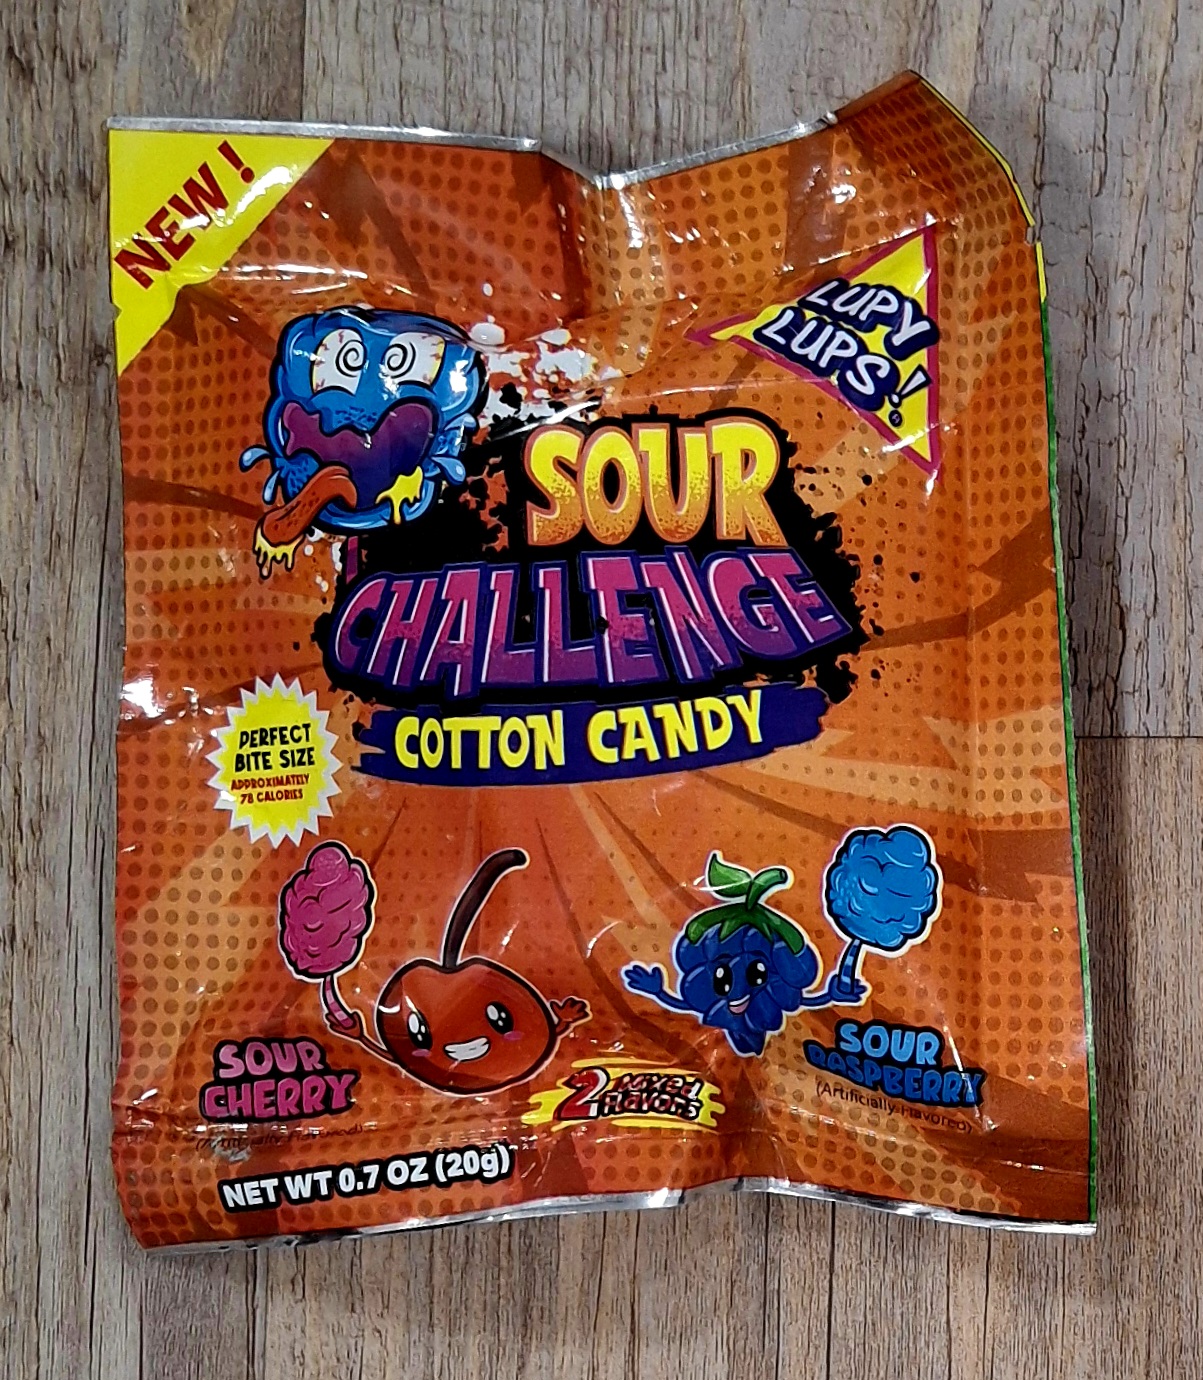 NEW!
LUPY
LUPS!
SOUR
CHALLENGE
COTTON CANDY
PERFECT
BITE SIZE
APPROXIMATELY
78 CALORIES
SOUR
CHERRY
2 Mixed
Flavors
SOUR
RASPBERRY
(Artificially Flavored)
NET WT 0.7 OZ (20g)